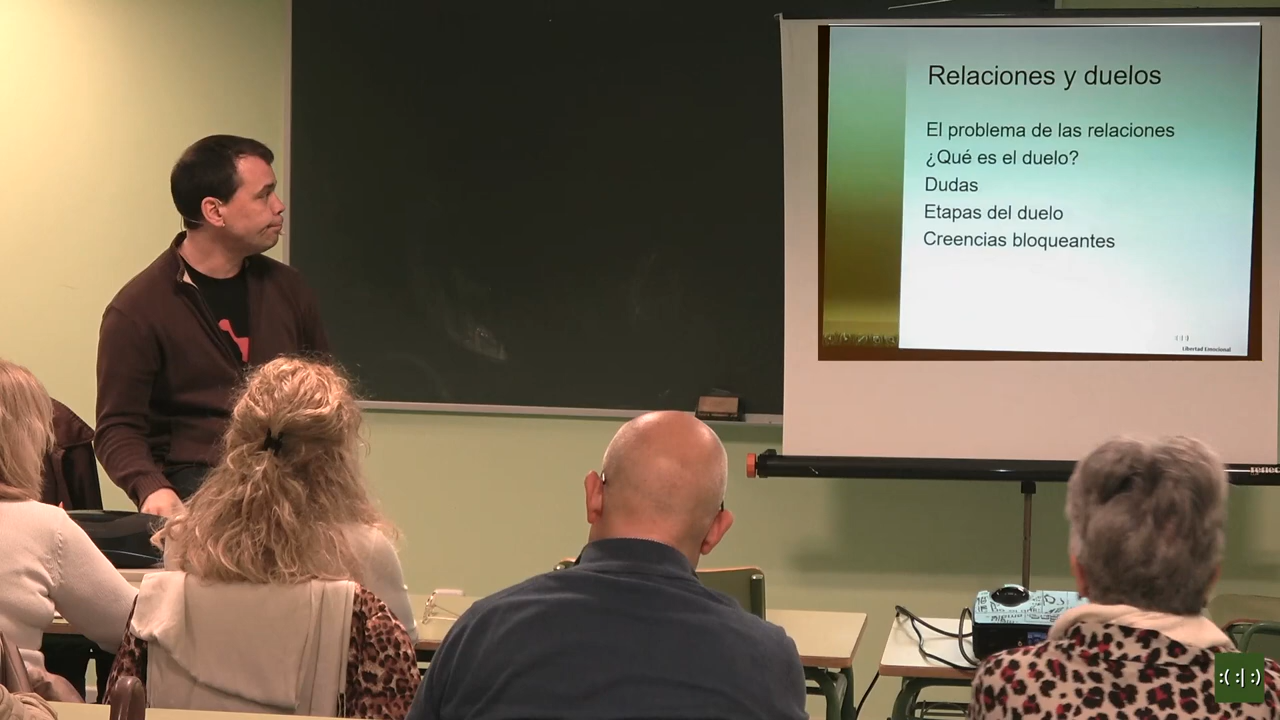 Relaciones y duelos
El problema de las relaciones
¿Qué es el duelo?
Dudas
Etapas del duelo
Creencias bloqueantes
Libertad Emocional
:( :| :)